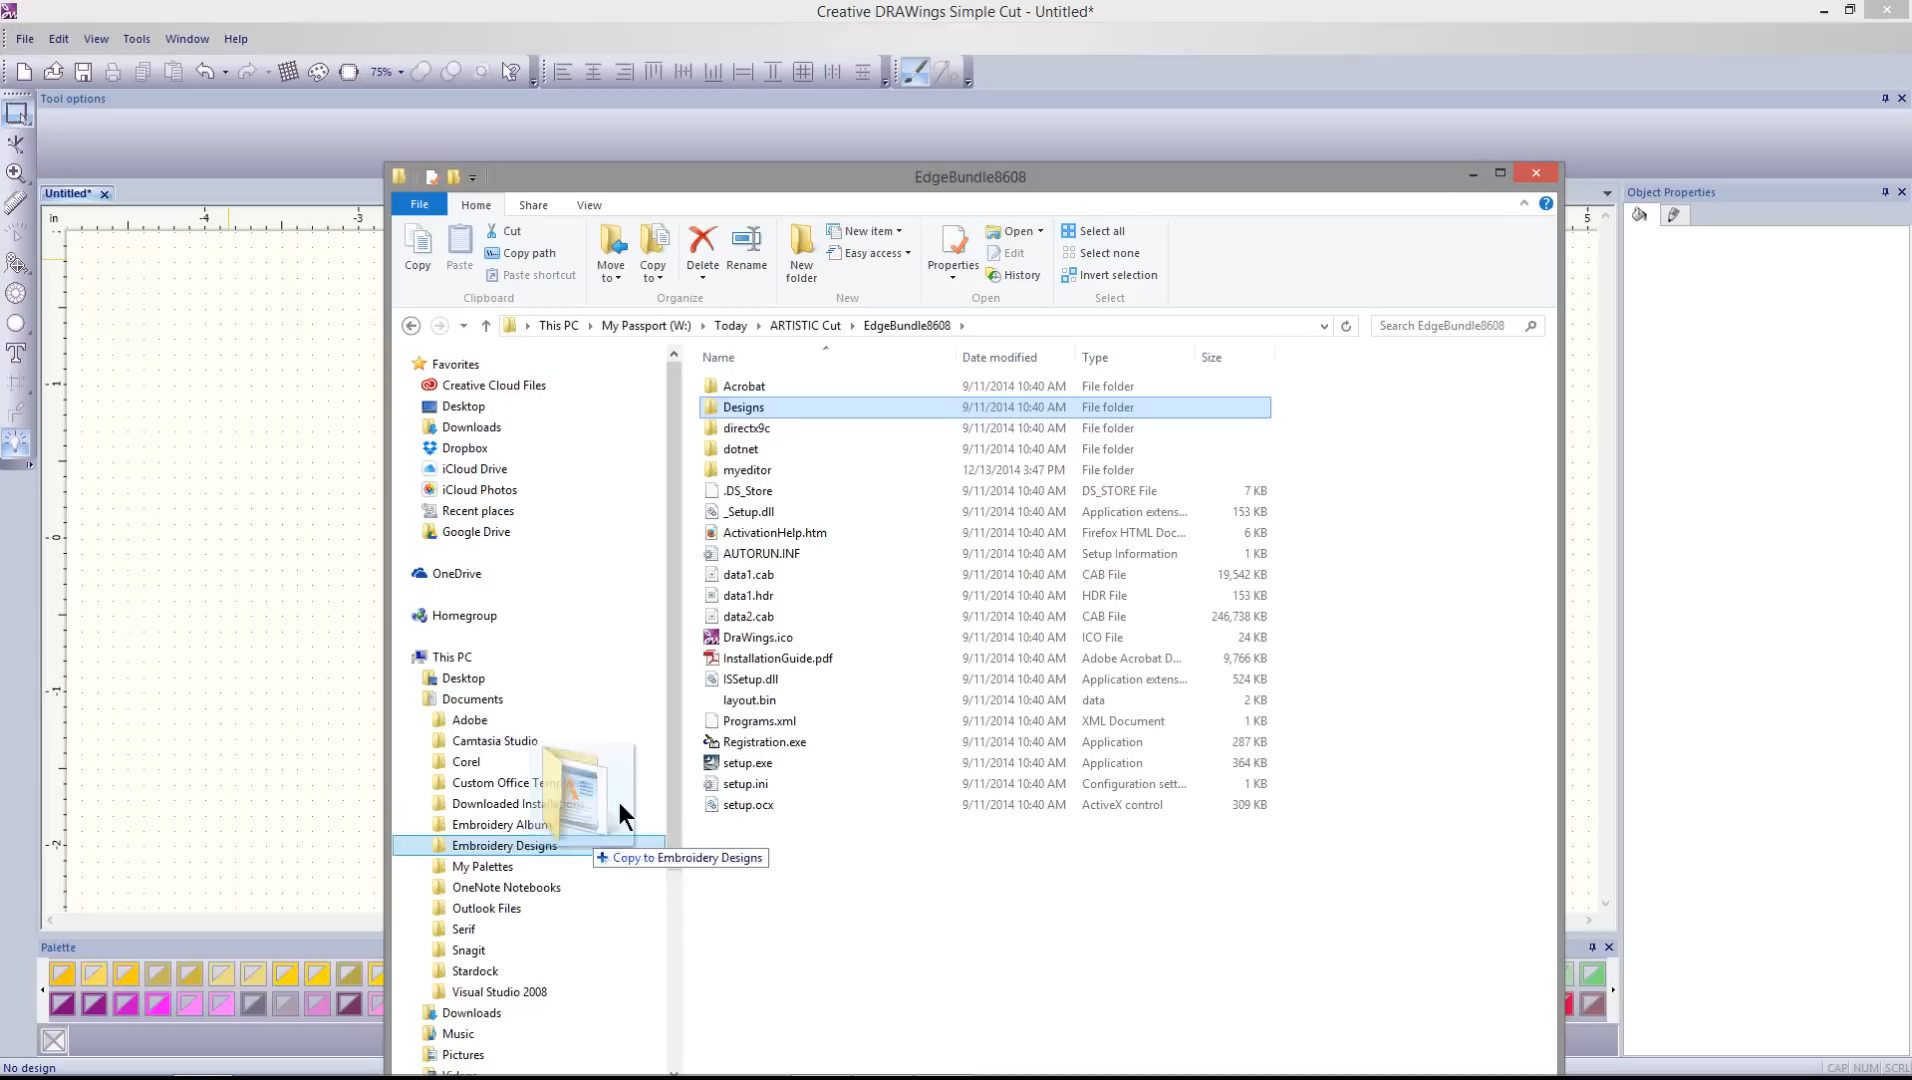 Creative DRAWings Simple Cut - Untitled*
File Edit View Tools Window Help
75%
Tool options
Untitled*
in -4 -3 5
1
0
-1
-2
Object Properties
EdgeBundle8608
File Home Share View
Copy
Paste
Cut
Copy path
Paste shortcut
Clipboard
Move to
Copy to
Delete
Rename
Organize
New folder
New item
Easy access
New
Properties
Open
Edit
History
Open
Select all
Select none
Invert selection
Select
This PC My Passport (W:) Today ARTISTIC Cut EdgeBundle8608
Search EdgeBundle8608
Favorites
Creative Cloud Files
Desktop
Downloads
Dropbox
iCloud Drive
iCloud Photos
Recent places
Google Drive
OneDrive
Homegroup
This PC
Desktop
Documents
Adobe
Camtasia Studio
Corel
Custom Office Temp
Downloaded Installations
Embroidery Album
Embroidery Designs
My Palettes
OneNote Notebooks
Outlook Files
Serif
Snagit
Stardock
Visual Studio 2008
Downloads
Music
Pictures
Name Date modified Type Size
Acrobat 9/11/2014 10:40 AM File folder
Designs 9/11/2014 10:40 AM File folder
directx9c 9/11/2014 10:40 AM File folder
dotnet 9/11/2014 10:40 AM File folder
myeditor 12/13/2014 3:47 PM File folder
.DS_Store 9/11/2014 10:40 AM DS_STORE File 7 KB
_Setup.dll 9/11/2014 10:40 AM Application extens... 153 KB
ActivationHelp.htm 9/11/2014 10:40 AM Firefox HTML Doc... 6 KB
AUTORUN.INF 9/11/2014 10:40 AM Setup Information 1 KB
data1.cab 9/11/2014 10:40 AM CAB File 19,542 KB
data1.hdr 9/11/2014 10:40 AM HDR File 153 KB
data2.cab 9/11/2014 10:40 AM CAB File 246,738 KB
DraWings.ico 9/11/2014 10:40 AM ICO File 24 KB
InstallationGuide.pdf 9/11/2014 10:40 AM Adobe Acrobat D... 9,766 KB
ISSetup.dll 9/11/2014 10:40 AM Application extens... 524 KB
layout.bin 9/11/2014 10:40 AM data 2 KB
Programs.xml 9/11/2014 10:40 AM XML Document 1 KB
Registration.exe 9/11/2014 10:40 AM Application 287 KB
setup.exe 9/11/2014 10:40 AM Application 364 KB
setup.ini 9/11/2014 10:40 AM Configuration sett... 1 KB
setup.ocx 9/11/2014 10:40 AM ActiveX control 309 KB
Copy to Embroidery Designs
Palette
No design
CAP NUM SCRL